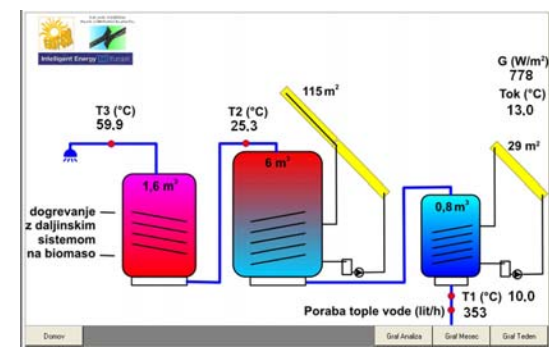 Intelligent Energy Europe
G (W/m²)
778
Tok (°C)
13.0
115 m²
T3 (°C)
59.9
T2 (°C)
25.3
29 m²
1,6 m³
6 m³
0,8 m³
dogrevanje
z daljinskim
sistemom
na biomaso
T1 (°C) 10,0
Poraba tople vode (lit/h) 353
Domov
Graf Analiza
Graf Mesec
Graf Teden